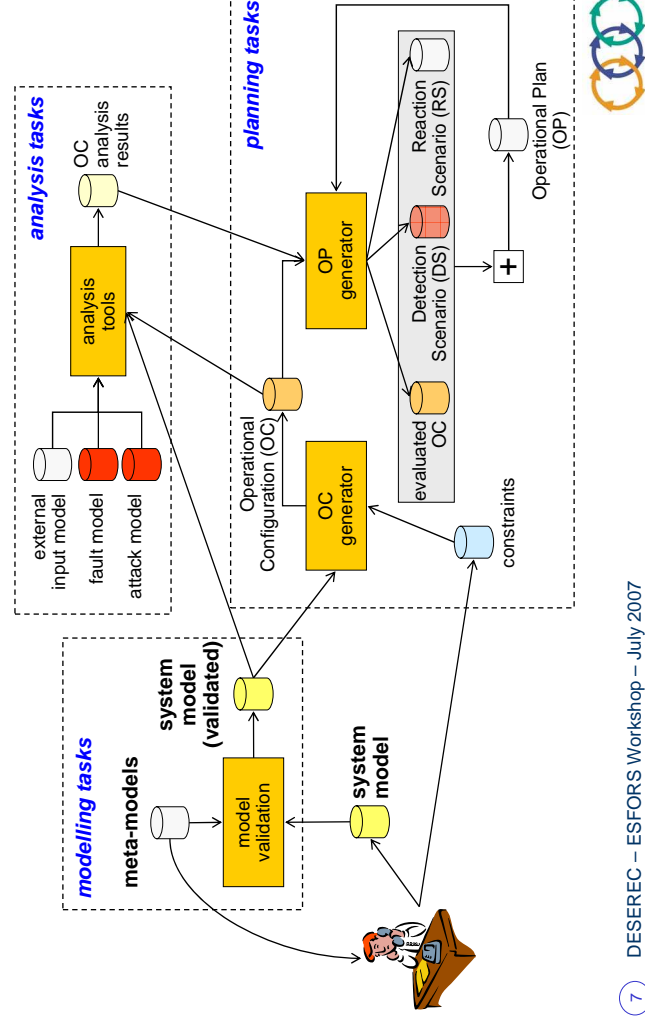 modelling tasks
meta-models
model
validation
system
model
(validated)
system
model
analysis tasks
external
input model
fault model
attack model
analysis
tools
OC
analysis
results
planning tasks
Operational
Configuration (OC)
OC
generator
constraints
OP
generator
evaluated
OC
Detection
Scenario (DS)
Reaction
Scenario (RS)
+
Operational Plan
(OP)
7
DESEREC – ESFORS Workshop – July 2007